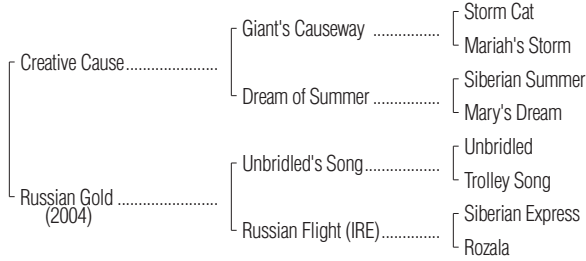 Storm Cat
Giant's Causeway ................
Mariah's Storm
Creative Cause......................
Siberian Summer
Dream of Summer ................
Mary's Dream
Unbridled
Unbridled's Song..................
Trolley Song
Russian Gold ........................
(2004)
Siberian Express
Russian Flight (IRE)..............
Rozala